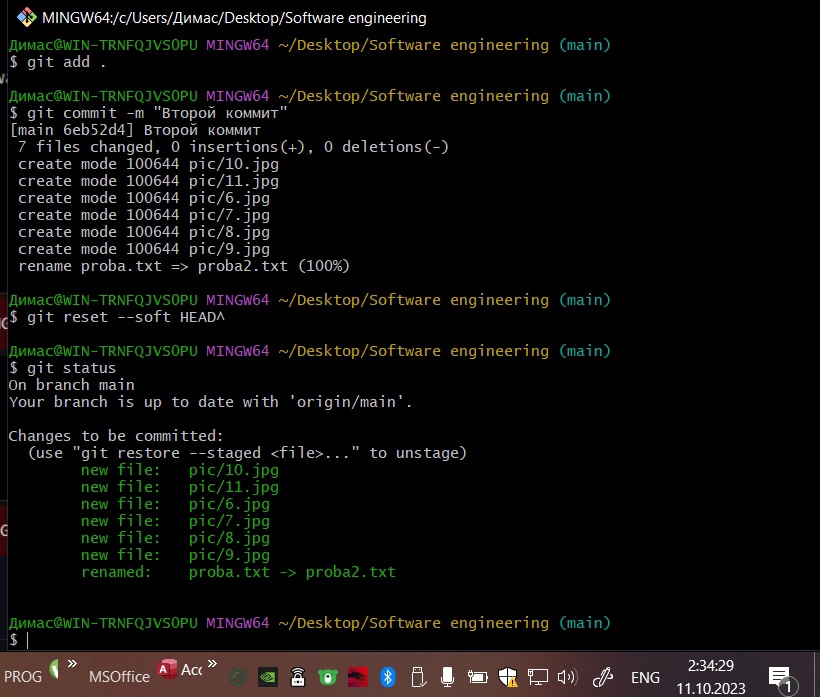 MINGW64:/c/Users/Димас/Desktop/Software engineering
Димас@WIN-TRNFQJVS0PU MINGW64 ~/Desktop/Software engineering (main)
$ git add .
Димас@WIN-TRNFQJVS0PU MINGW64 ~/Desktop/Software engineering (main)
$ git commit -m "Второй коммит"
[main 6eb52d4] Второй коммит
7 files changed, 0 insertions(+), 0 deletions(-)
create mode 100644 pic/10.jpg
create mode 100644 pic/11.jpg
create mode 100644 pic/6.jpg
create mode 100644 pic/7.jpg
create mode 100644 pic/8.jpg
create mode 100644 pic/9.jpg
rename proba.txt => proba2.txt (100%)
Димас@WIN-TRNFQJVS0PU MINGW64 ~/Desktop/Software engineering (main)
$ git reset --soft HEAD^
Димас@WIN-TRNFQJVS0PU MINGW64 ~/Desktop/Software engineering (main)
$ git status
On branch main
Your branch is up to date with 'origin/main'.
Changes to be committed:
(use "git restore --staged <file>..." to unstage)
new file: pic/10.jpg
new file: pic/11.jpg
new file: pic/6.jpg
new file: pic/7.jpg
new file: pic/8.jpg
new file: pic/9.jpg
renamed: proba.txt -> proba2.txt
Димас@WIN-TRNFQJVS0PU MINGW64 ~/Desktop/Software engineering (main)
$
PROG » MSOffice Acc » ENG 2:34:29
11.10.2023 1